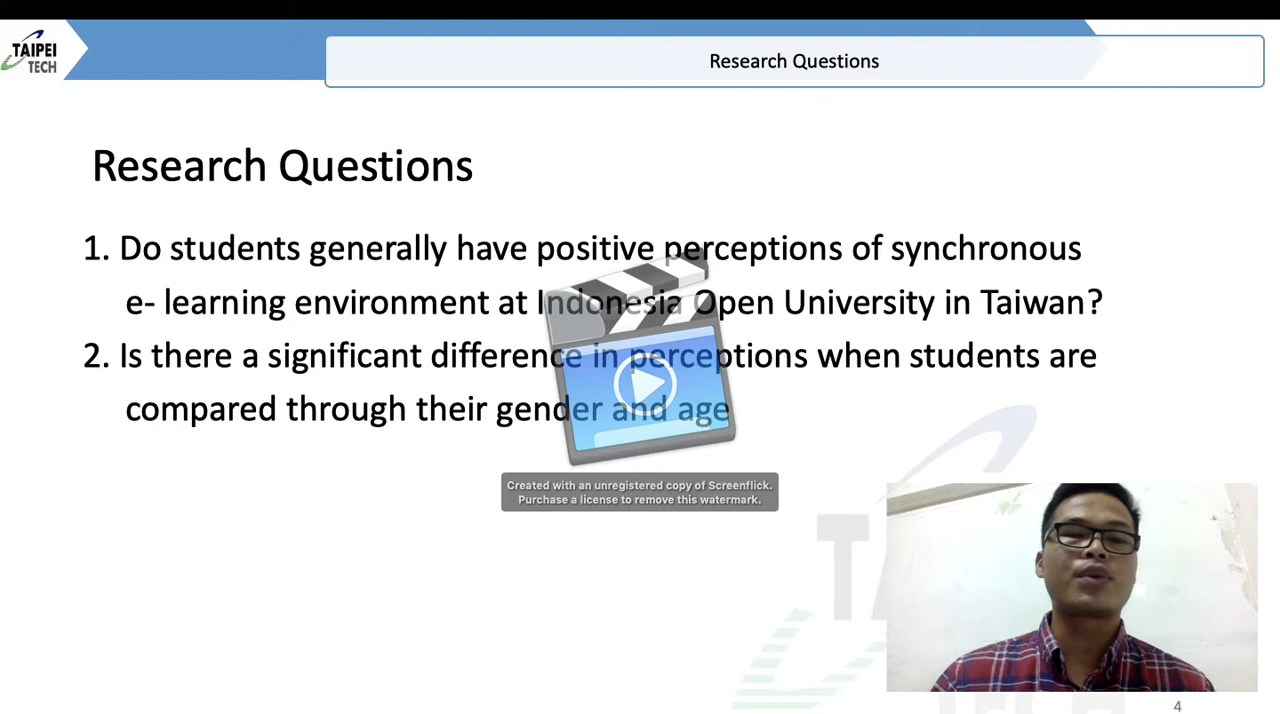 TAIPEI
TECH
Research Questions
Research Questions
1. Do students generally have positive perceptions of synchronous
e- learning environment at Indonesia Open University in Taiwan?
2. Is there a significant difference in perceptions when students are
compared through their gender and age
Created with an unregistered copy of Screenflick.
Purchase a license to remove this watermark.
4